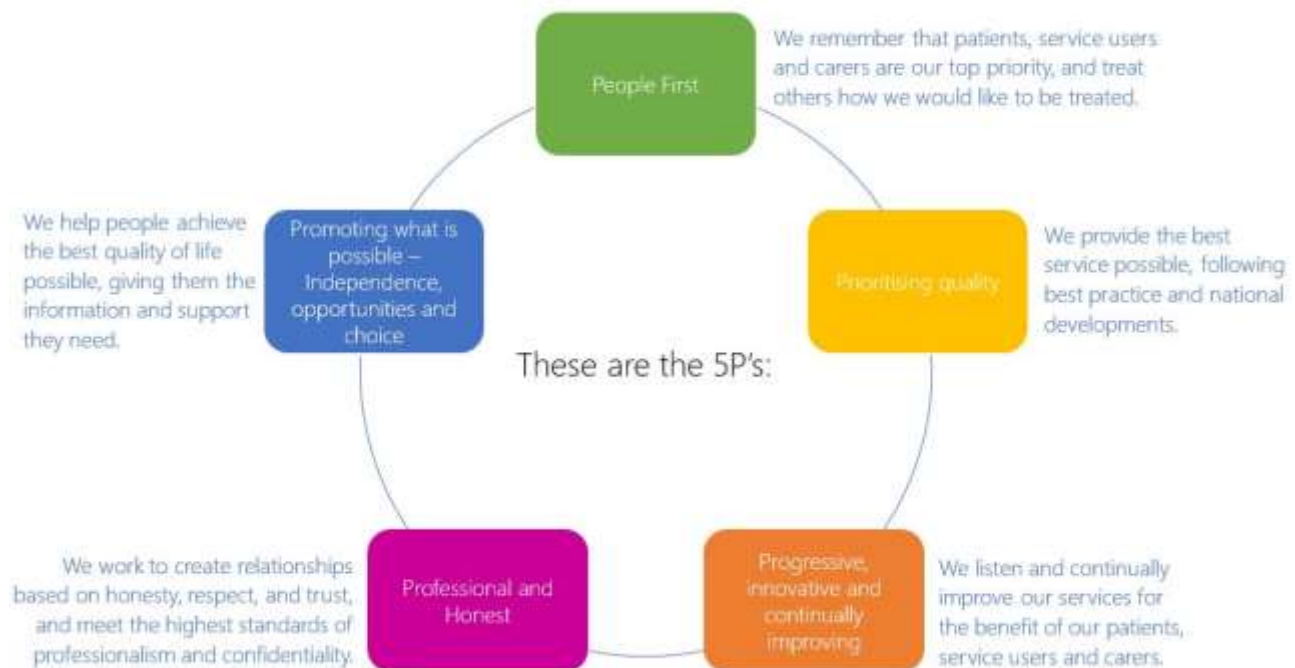 People First
We remember that patients, service users
and carers are our top priority, and treat
others how we would like to be treated.
Prioritising quality
We provide the best
service possible, following
best practice and national
developments.
Progressive,
innovative and
continually
improving
We listen and continually
improve our services for
the benefit of our patients,
service users and carers.
Professional and
Honest
We work to create relationships
based on honesty, respect, and trust,
and meet the highest standards of
professionalism and confidentiality.
Promoting what is
possible –
Independence,
opportunities and
choice
We help people achieve
the best quality of life
possible, giving them the
information and support
they need.
These are the 5P's: